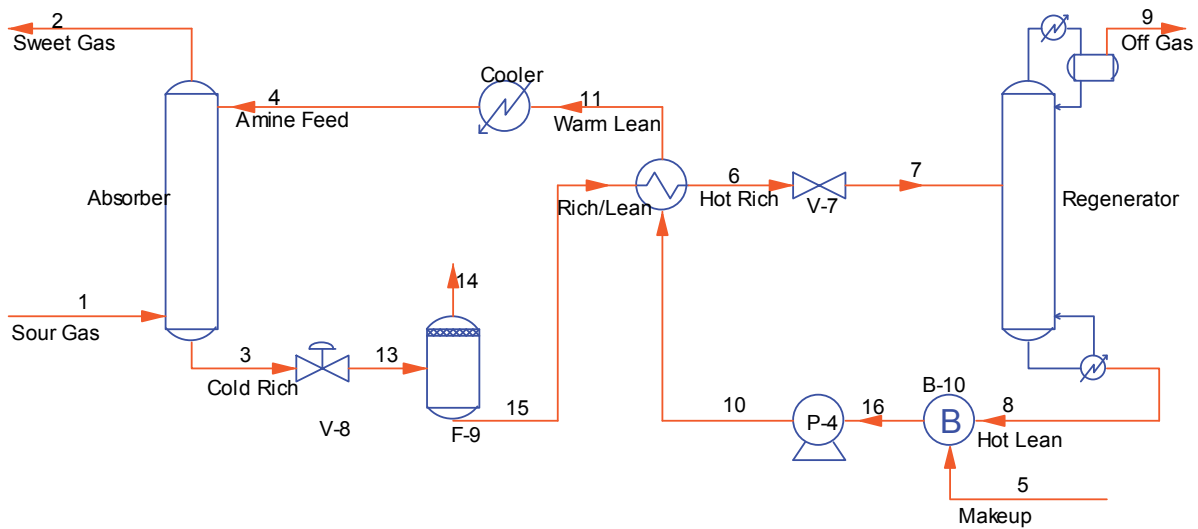 2
Sweet Gas
9
Off Gas
Cooler
4
Amine Feed
11
Warm Lean
Absorber
6
Hot Rich
V-7
7
Rich/Lean
Regenerator
14
1
Sour Gas
3
Cold Rich
13
V-8
15
F-9
10
P-4
16
B-10
B
8
Hot Lean
5
Makeup